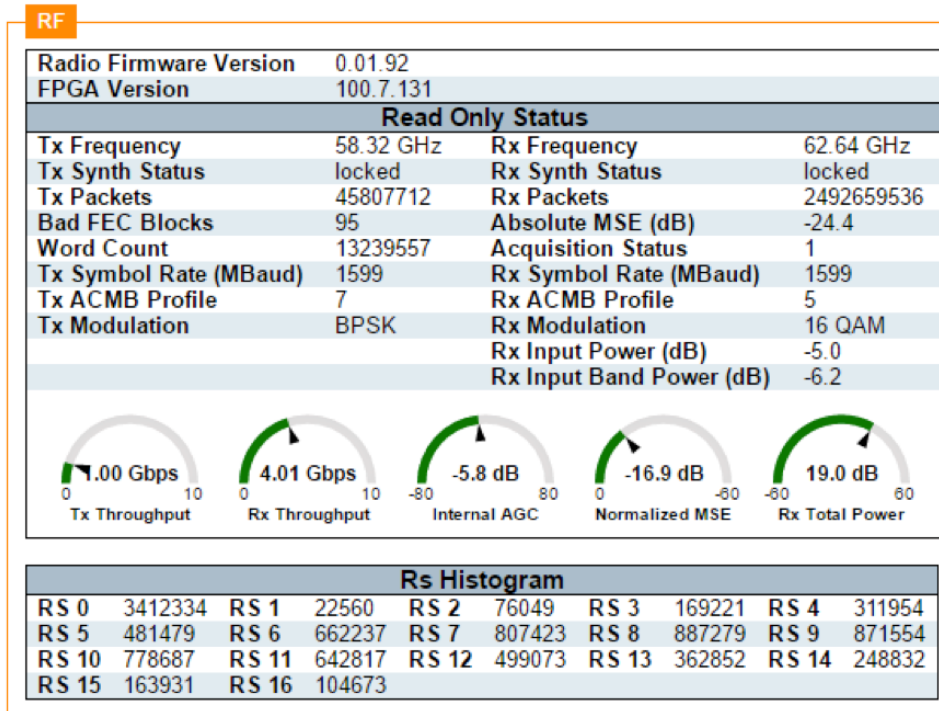 RF
Radio Firmware Version 0.01.92
FPGA Version 100.7.131
Read Only Status
Tx Frequency 58.32 GHz Rx Frequency 62.64 GHz
Tx Synth Status locked Rx Synth Status locked
Tx Packets 45807712 Rx Packets 2492659536
Bad FEC Blocks 95 Absolute MSE (dB) -24.4
Word Count 13239557 Acquisition Status 1
Tx Symbol Rate (MBaud) 1599 Rx Symbol Rate (MBaud) 1599
Tx ACMB Profile 7 Rx ACMB Profile 5
Tx Modulation BPSK Rx Modulation 16 QAM
Rx Input Power (dB) -5.0
Rx Input Band Power (dB) -6.2
1.00 Gbps 4.01 Gbps -5.8 dB -16.9 dB 19.0 dB
0 10 0 10 -80 80 0 -60 -60 60
Tx Throughput Rx Throughput Internal AGC Normalized MSE Rx Total Power
Rs Histogram
RS 0 3412334 RS 1 22560 RS 2 76049 RS 3 169221 RS 4 311954
RS 5 481479 RS 6 662237 RS 7 807423 RS 8 887279 RS 9 871554
RS 10 778687 RS 11 642817 RS 12 499073 RS 13 362852 RS 14 248832
RS 15 163931 RS 16 104673